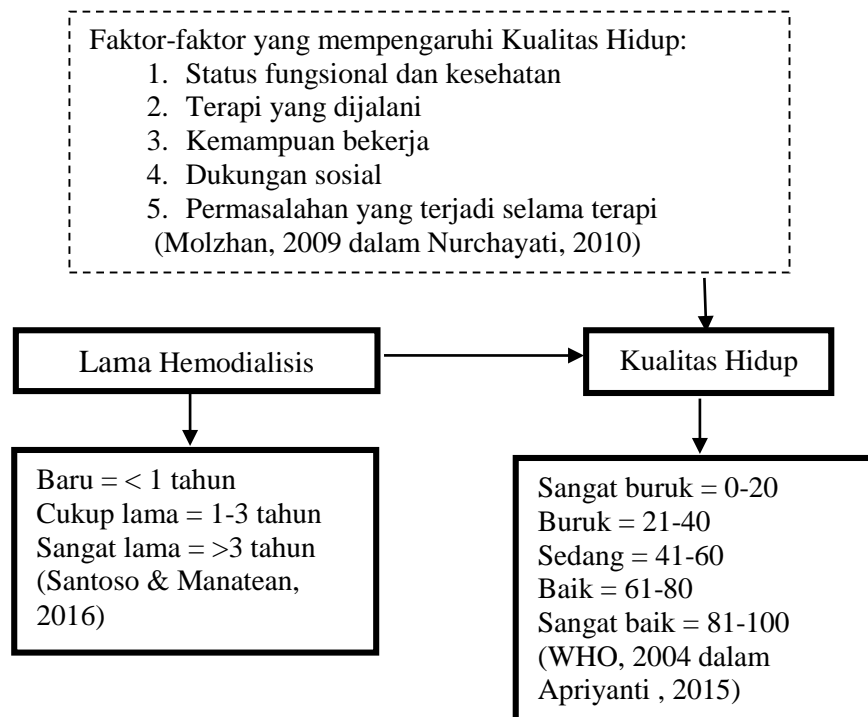 Faktor-faktor yang mempengaruhi Kualitas Hidup:
1. Status fungsional dan kesehatan
2. Terapi yang dijalani
3. Kemampuan bekerja
4. Dukungan sosial
5. Permasalahan yang terjadi selama terapi
(Molzhan, 2009 dalam Nurchayati, 2010)
Lama Hemodialisis
Kualitas Hidup
Baru = < 1 tahun
Cukup lama = 1-3 tahun
Sangat lama = >3 tahun
(Santoso & Manatean,
2016)
Sangat buruk = 0-20
Buruk = 21-40
Sedang = 41-60
Baik = 61-80
Sangat baik = 81-100
(WHO, 2004 dalam
Apriyanti , 2015)